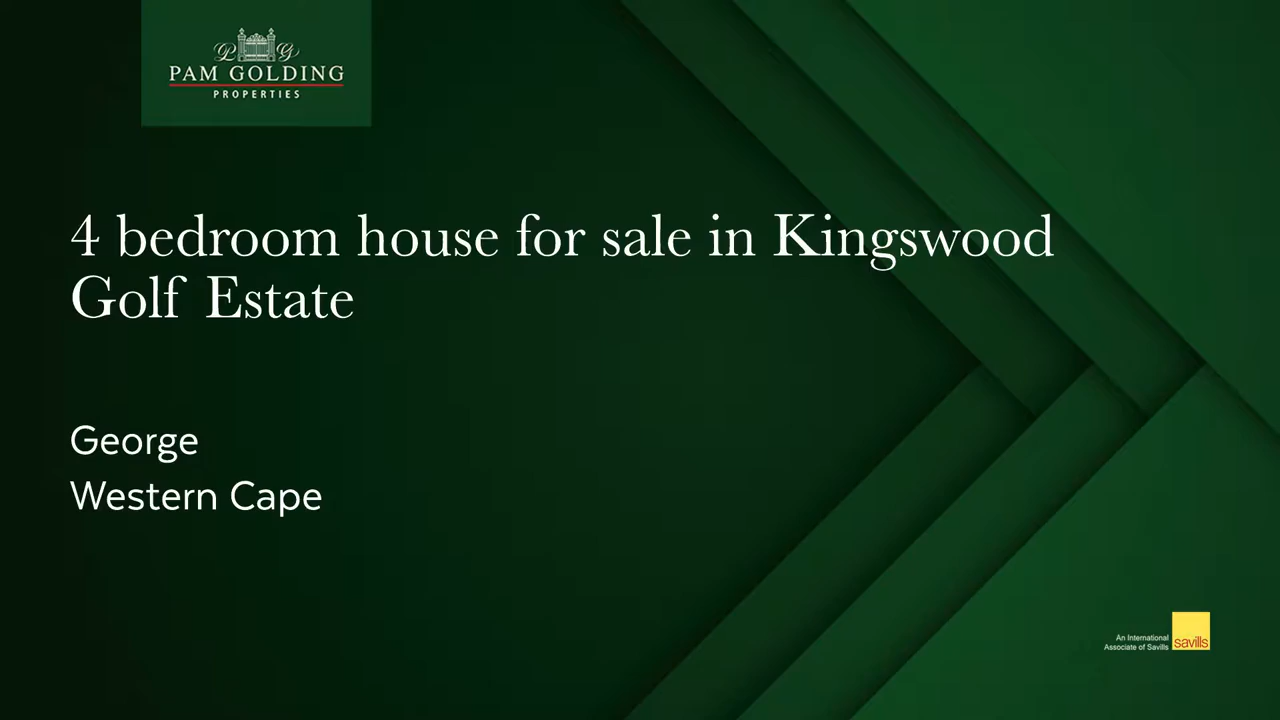 P G
PAM GOLDING
PROPERTIES
4 bedroom house for sale in Kingswood
Golf Estate
George
Western Cape
An International
Associate of Savills
savills